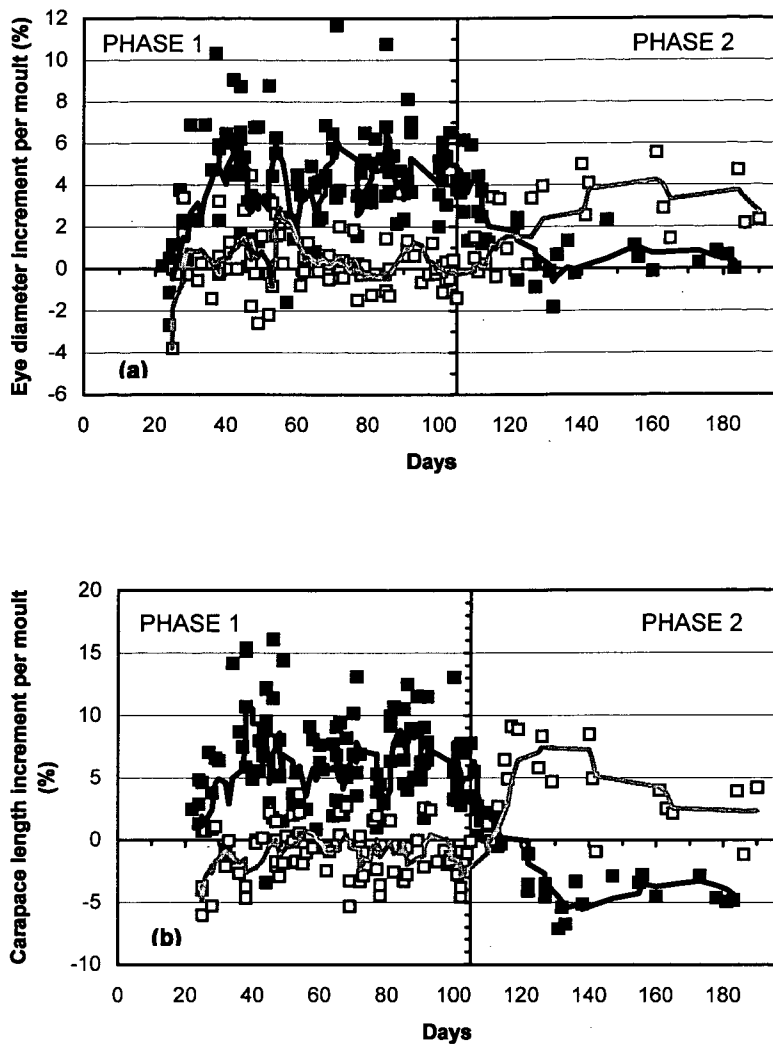 Eye diameter increment per moult (%)
12
10
8
6
4
2
0
-2
-4
-6
PHASE 1
PHASE 2
(a)
0 20 40 60 80 100 120 140 160 180
Days
Carapace length increment per moult
(%)
20
15
10
5
0
-5
-10
PHASE 1
PHASE 2
(b)
0 20 40 60 80 100 120 140 160 180
Days